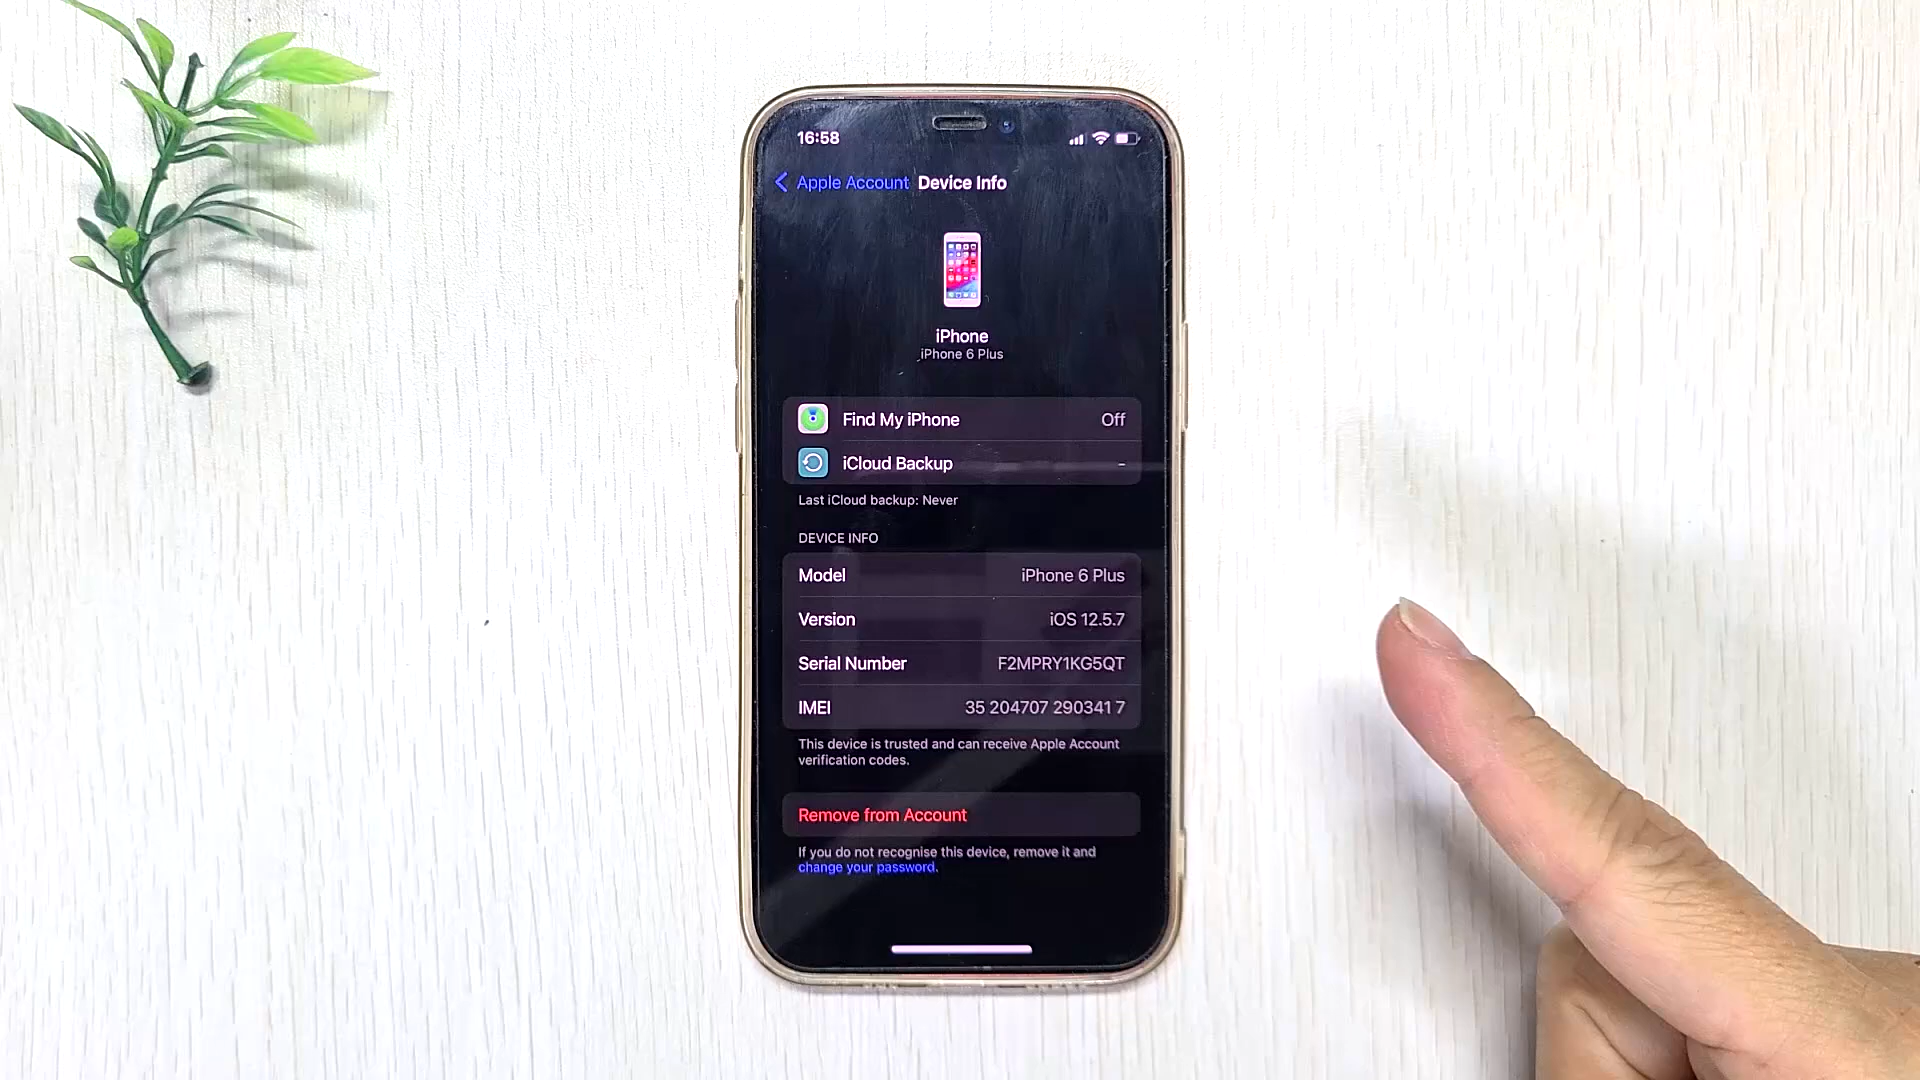 16:58
Apple Account Device Info
iPhone
iPhone 6 Plus
Find My iPhone Off
iCloud Backup -
Last iCloud backup: Never
DEVICE INFO
Model iPhone 6 Plus
Version iOS 12.5.7
Serial Number F2MPRY1KG5QT
IMEI 35 204707 290341 7
This device is trusted and can receive Apple Account
verification codes.
Remove from Account
If you do not recognise this device, remove it and
change your password.